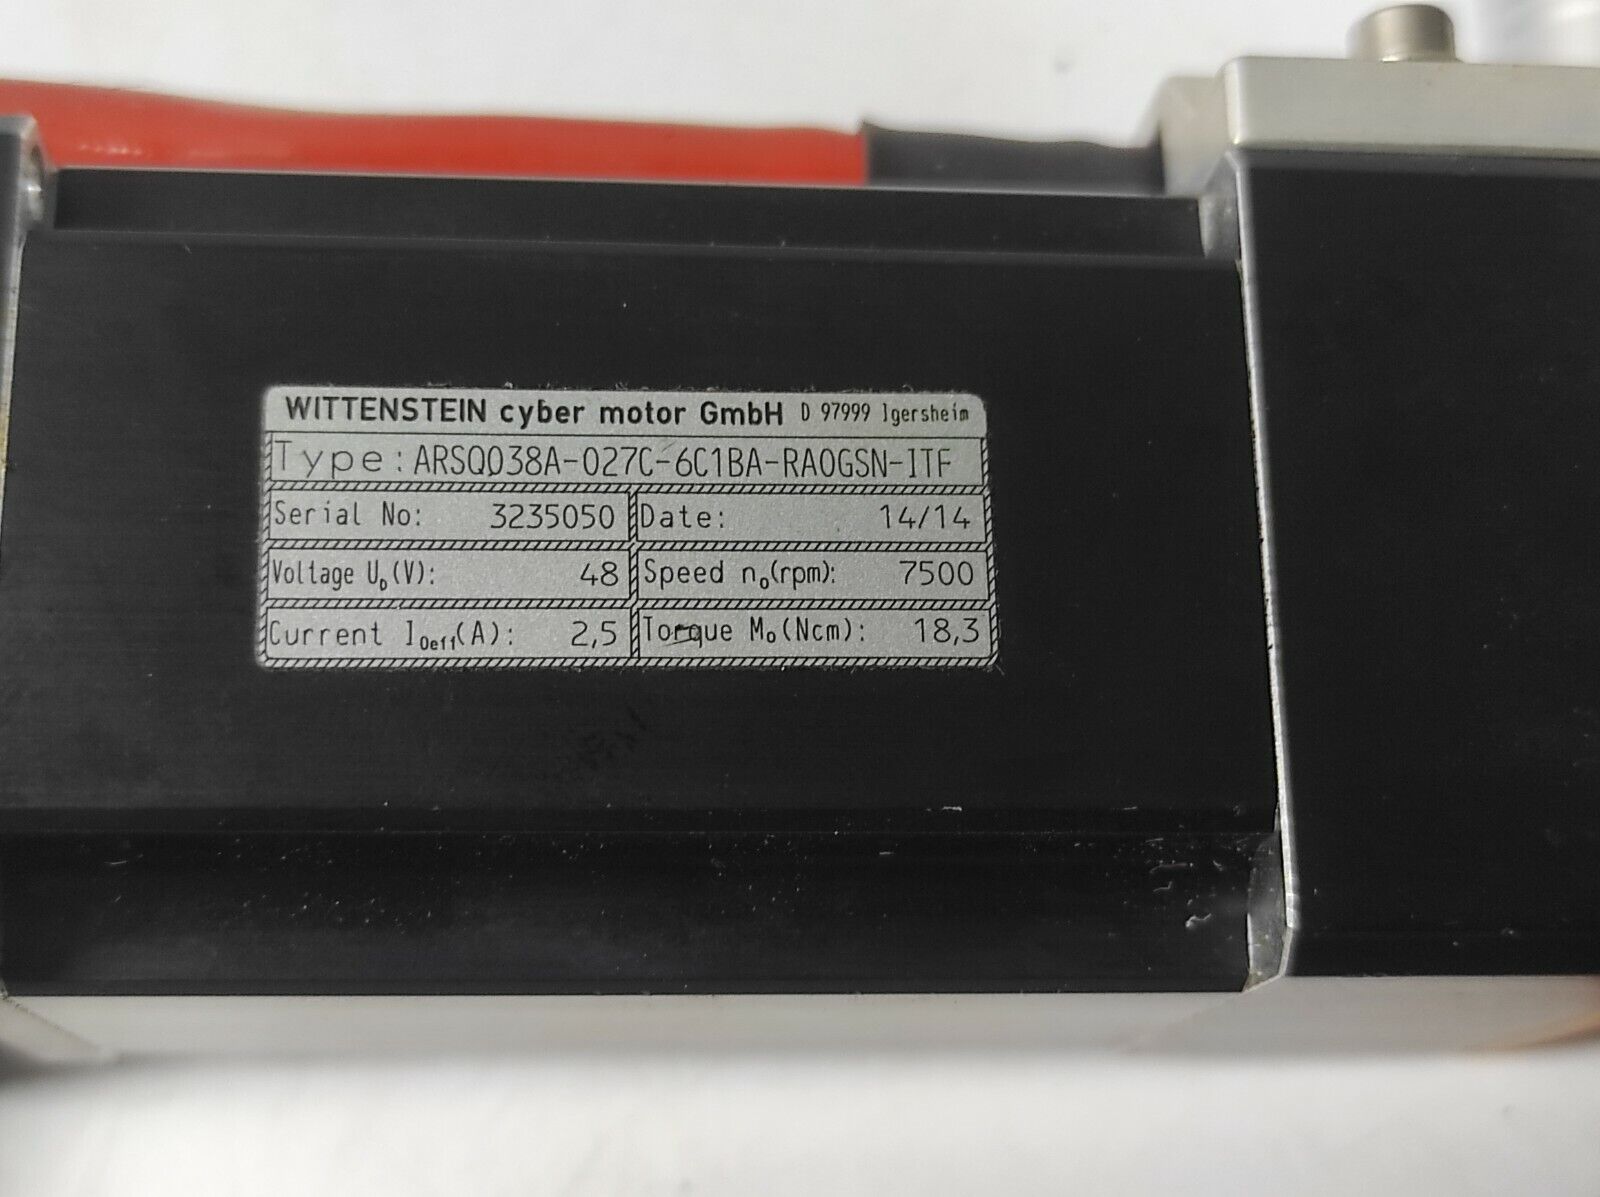 WITTENSTEIN cyber motor GmbH D 97999 Igersheim
Type: ARSQ038A-027C-6C1BA-RA0GSN-ITF
Serial No: 3235050 Date: 14/14
Voltage U₀(V): 48 Speed n₀(rpm): 7500
Current I₀eff(A): 2,5 Torque M₀(Ncm): 18,3